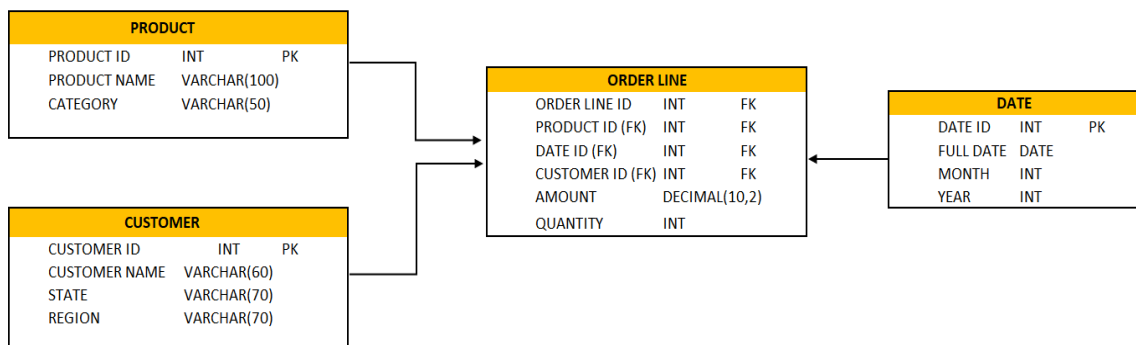 PRODUCT
PRODUCT ID INT PK
PRODUCT NAME VARCHAR(100)
CATEGORY VARCHAR(50)
CUSTOMER
CUSTOMER ID INT PK
CUSTOMER NAME VARCHAR(60)
STATE VARCHAR(70)
REGION VARCHAR(70)
ORDER LINE
ORDER LINE ID INT FK
PRODUCT ID (FK) INT FK
DATE ID (FK) INT FK
CUSTOMER ID (FK) INT FK
AMOUNT DECIMAL(10,2)
QUANTITY INT
DATE
DATE ID INT PK
FULL DATE DATE
MONTH INT
YEAR INT